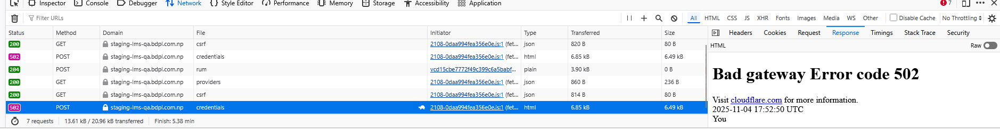 Inspector Console Debugger Network Style Editor Performance Memory Storage Accessibility Application 7
Filter URLs All HTML CSS JS XHR Fonts Images Media WS Other Disable Cache No Throttling
Status Method Domain File Initiator Type Transferred Size
200 GET staging-lms-qa.bdpl.com.np csrf 2108-0daa994fea356e0e.js:1 (fet... json 820 B 80 B
502 POST staging-lms-qa.bdpl.com.np credentials 2108-0daa994fea356e0e.js:1 (fet... html 6.85 kB 6.49 kB
204 POST staging-lms-qa.bdpl.com.np rum vcd15cbe7772f49c399c6a5babf... plain 3.90 kB 0 B
200 GET staging-lms-qa.bdpl.com.np providers 2108-0daa994fea356e0e.js:1 (fet... json 860 B 236 B
200 GET staging-lms-qa.bdpl.com.np csrf 2108-0daa994fea356e0e.js:1 (fet... json 814 B 80 B
502 POST staging-lms-qa.bdpl.com.np credentials 2108-0daa994fea356e0e.js:1 (fet... html 6.85 kB 6.49 kB
7 requests 13.61 kB / 20.96 kB transferred Finish: 5.38 min
Headers Cookies Request Response Timings Stack Trace Security
HTML Raw
Bad gateway Error code 502
Visit cloudflare.com for more information.
2025-11-04 17:52:50 UTC
You